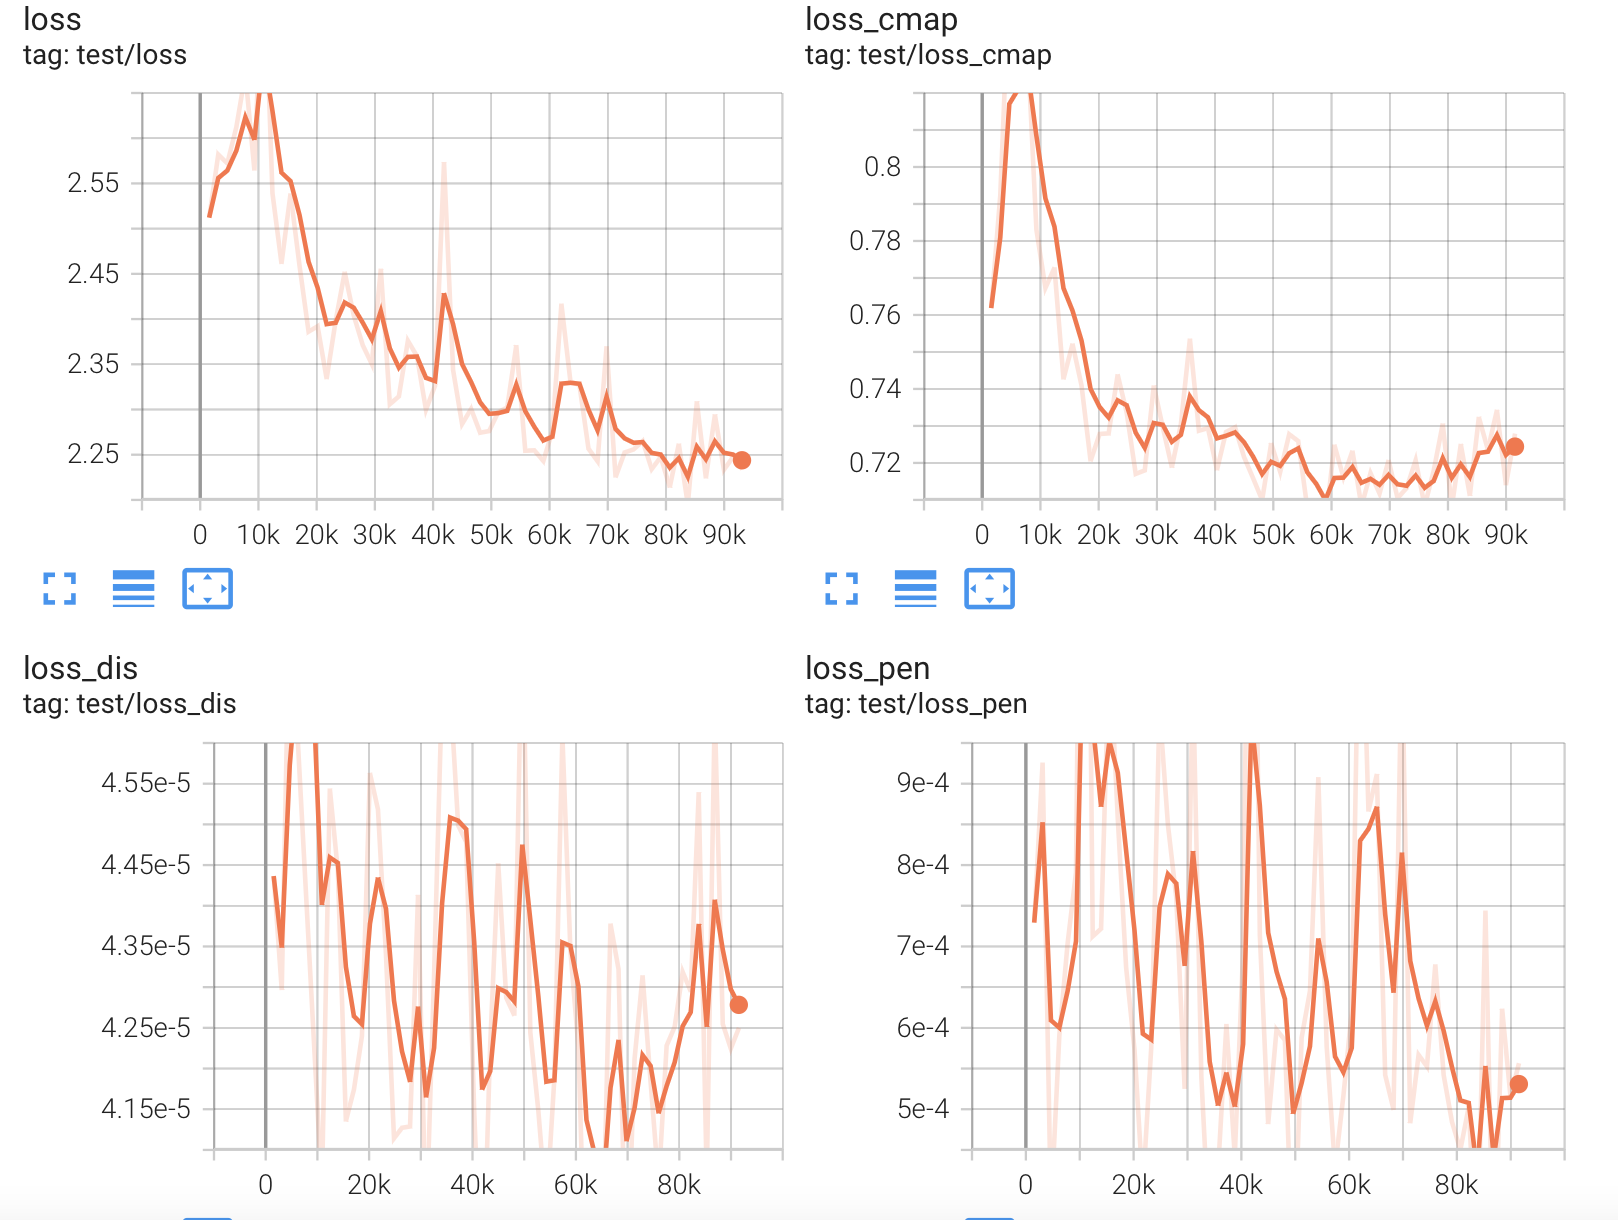 loss
tag: test/loss
2.55
2.45
2.35
2.25
0 10k 20k 30k 40k 50k 60k 70k 80k 90k
loss_cmap
tag: test/loss_cmap
0.8
0.78
0.76
0.74
0.72
0 10k 20k 30k 40k 50k 60k 70k 80k 90k
loss_dis
tag: test/loss_dis
4.55e-5
4.45e-5
4.35e-5
4.25e-5
4.15e-5
0 20k 40k 60k 80k
loss_pen
tag: test/loss_pen
9e-4
8e-4
7e-4
6e-4
5e-4
0 20k 40k 60k 80k